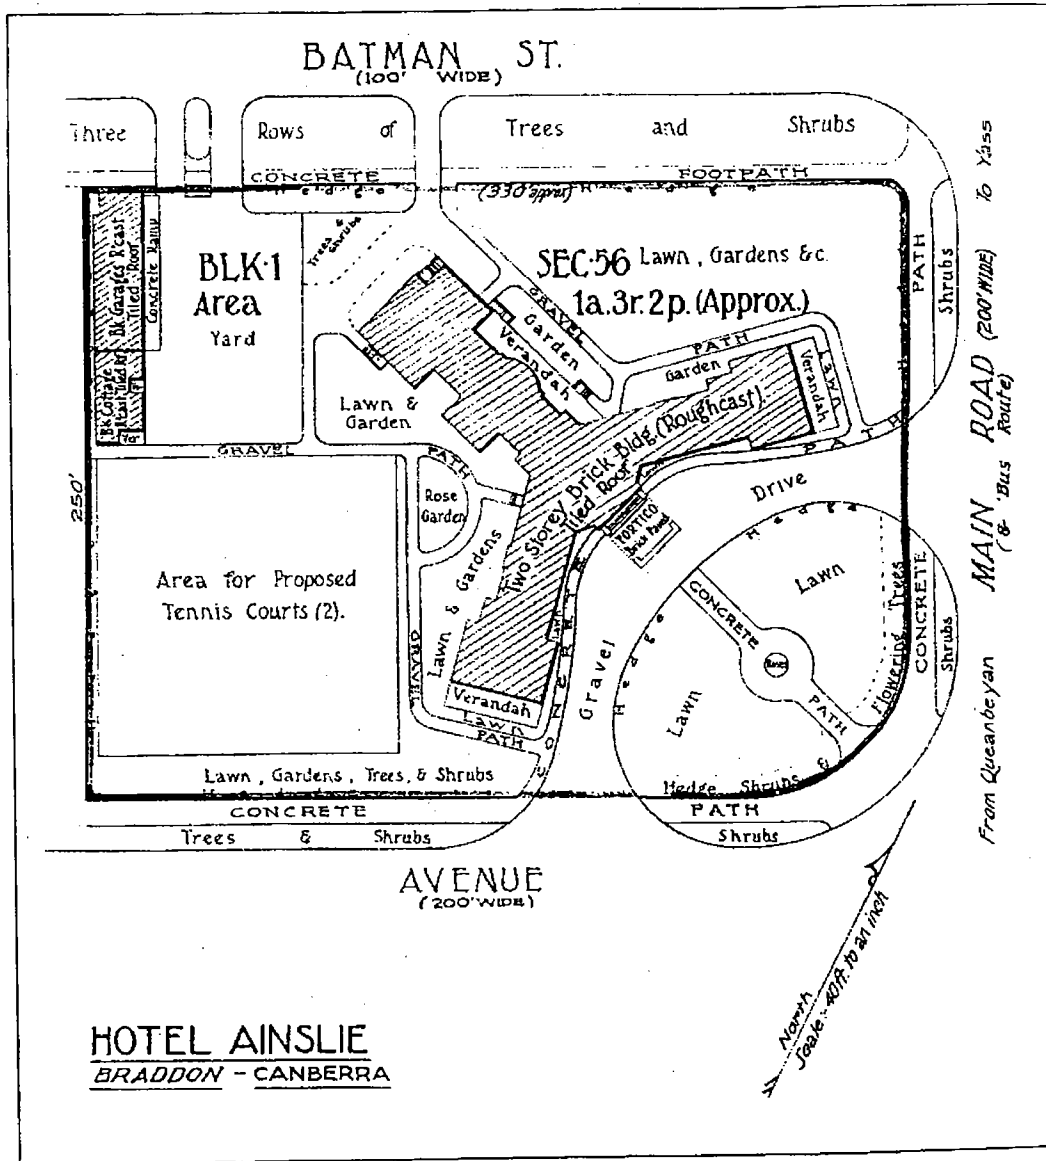 BATMAN ST.
(100' WIDE)
Three Rows of Trees and Shrubs
CONCRETE FOOTPATH
Hedge Hedge
Trees & Shrubs
BLK·1
Area
Yard
SEC·56 Lawn, Gardens &c.
1a.3r.2p. (Approx.)
Bk Garages R'cast
Tiled Roof
Concrete Ramp
Bk Cottage
Ver
GRAVEL
Garden
Verandah
PATH
Garden
Verandah
Lawn
PATH
PATH
Shrubs
Lawn & Garden
GRAVEL PATH
Rose Garden
Two Storey Brick Bldg. (Roughcast).
Tiled Roof
PORTICO
Brick Paved
Drive
Hedge
Lawn
250'
Area for Proposed
Tennis Courts (2).
Lawn & Gardens
GRAVEL
Verandah
Lawn
PATH
CONCRETE
Gravel
Hedge
CONCRETE
PATH
Lawn
Flowering Trees
CONCRETE
Shrubs
Lawn, Gardens, Trees, & Shrubs
Hedge Shrubs &
CONCRETE PATH
Trees & Shrubs
Shrubs
AVENUE
(200' WIDE)
From Queanbeyan MAIN ROAD (200' WIDE) To Yass
(& 'Bus Route)
North
Scale:- 40ft. to an inch
HOTEL AINSLIE
BRADDON - CANBERRA